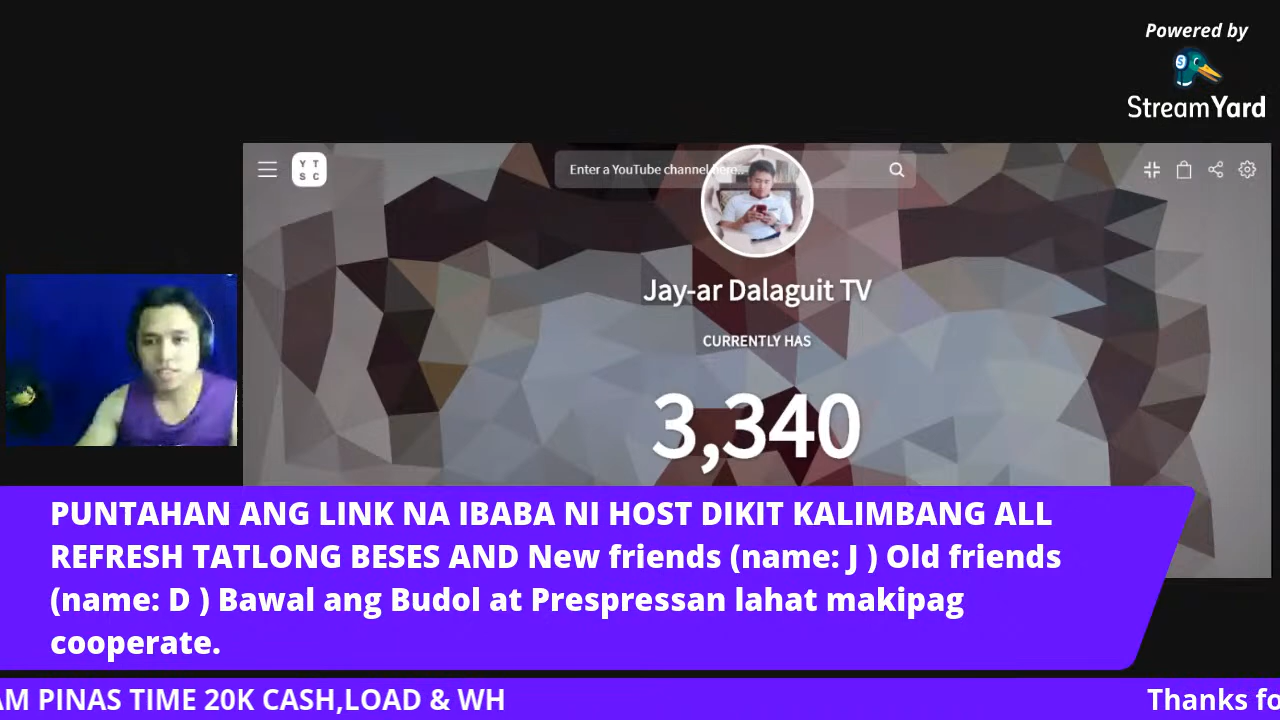 Powered by
StreamYard
Y T
S C
Enter a YouTube channel here...
Jay-ar Dalaguit TV
CURRENTLY HAS
3,340
PUNTAHAN ANG LINK NA IBABA NI HOST DIKIT KALIMBANG ALL
REFRESH TATLONG BESES AND New friends (name: J ) Old friends
(name: D ) Bawal ang Budol at Prespressan lahat makipag
cooperate.
AM PINAS TIME 20K CASH,LOAD & WH
Thanks fo